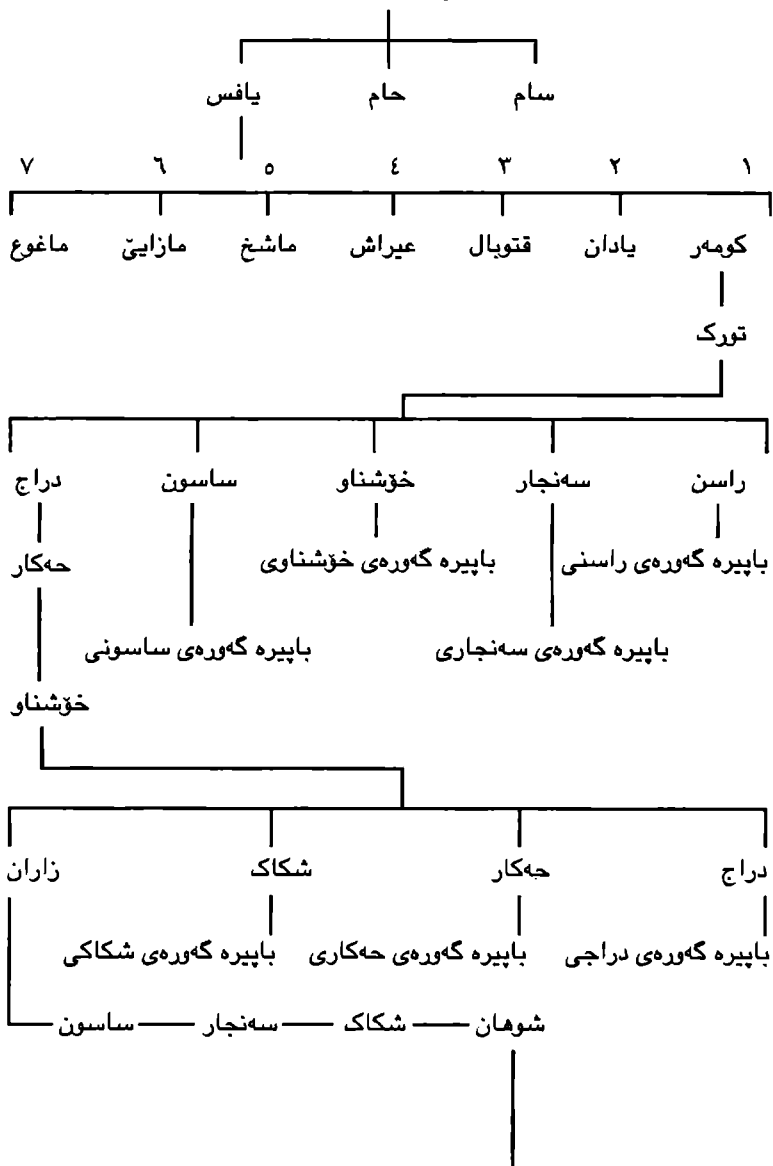 سام حام یافس
١ ٢ ٣ ٤ ٥ ٦ ٧
کومەر یادان قتوبال عیراش ماشخ مازایێ ماغوع
تورک
راسن سەنجار خۆشناو ساسون دراج
باپیرە گەورەی راسنی باپیرە گەورەی خۆشناوی حەکار
باپیرە گەورەی سەنجاری باپیرە گەورەی ساسونی
خۆشناو
دراج جەکار شکاک زاران
باپیرە گەورەی دراجی باپیرە گەورەی حەکاری باپیرە گەورەی شکاکی
شوهان شکاک سەنجار ساسون